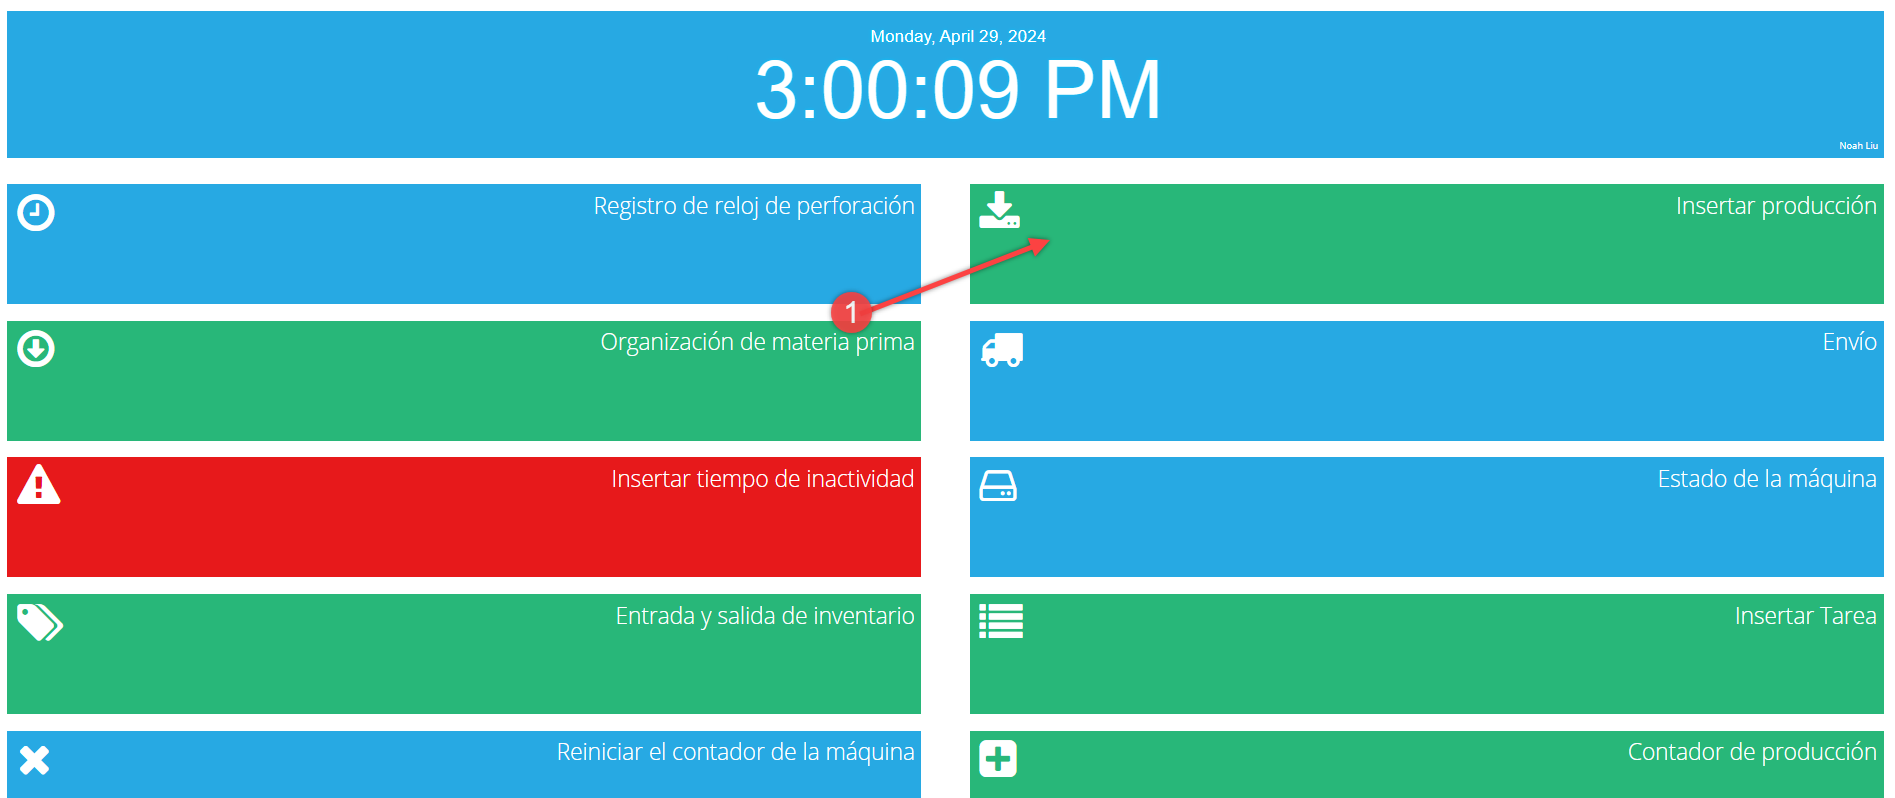 Monday, April 29, 2024
3:00:09 PM
Noah Liu
Registro de reloj de perforación
Insertar producción
1
Organización de materia prima
Envío
Insertar tiempo de inactividad
Estado de la máquina
Entrada y salida de inventario
Insertar Tarea
Reiniciar el contador de la máquina
Contador de producción